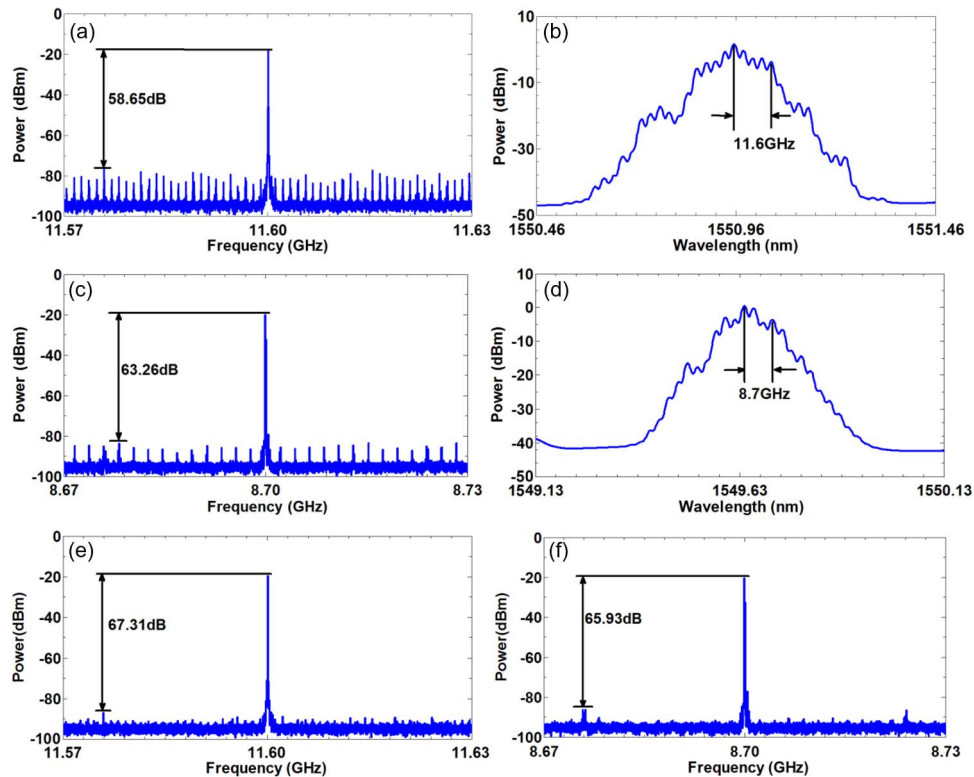 (a)
0
-20
-40
-60
-80
-100
Power (dBm)
58.65dB
11.57 11.60 11.63
Frequency (GHz)
(b)
10
-10
-30
-50
Power (dBm)
11.6GHz
1550.46 1550.96 1551.46
Wavelength (nm)
(c)
0
-20
-40
-60
-80
-100
Power (dBm)
63.26dB
8.67 8.70 8.73
Frequency (GHz)
(d)
10
0
-10
-20
-30
-40
-50
Power (dBm)
8.7GHz
1549.13 1549.63 1550.13
Wavelength (nm)
(e)
0
-20
-40
-60
-80
-100
Power(dBm)
67.31dB
11.57 11.60 11.63
Frequency (GHz)
(f)
0
-20
-40
-60
-80
-100
Power(dBm)
65.93dB
8.67 8.70 8.73
Frequency (GHz)